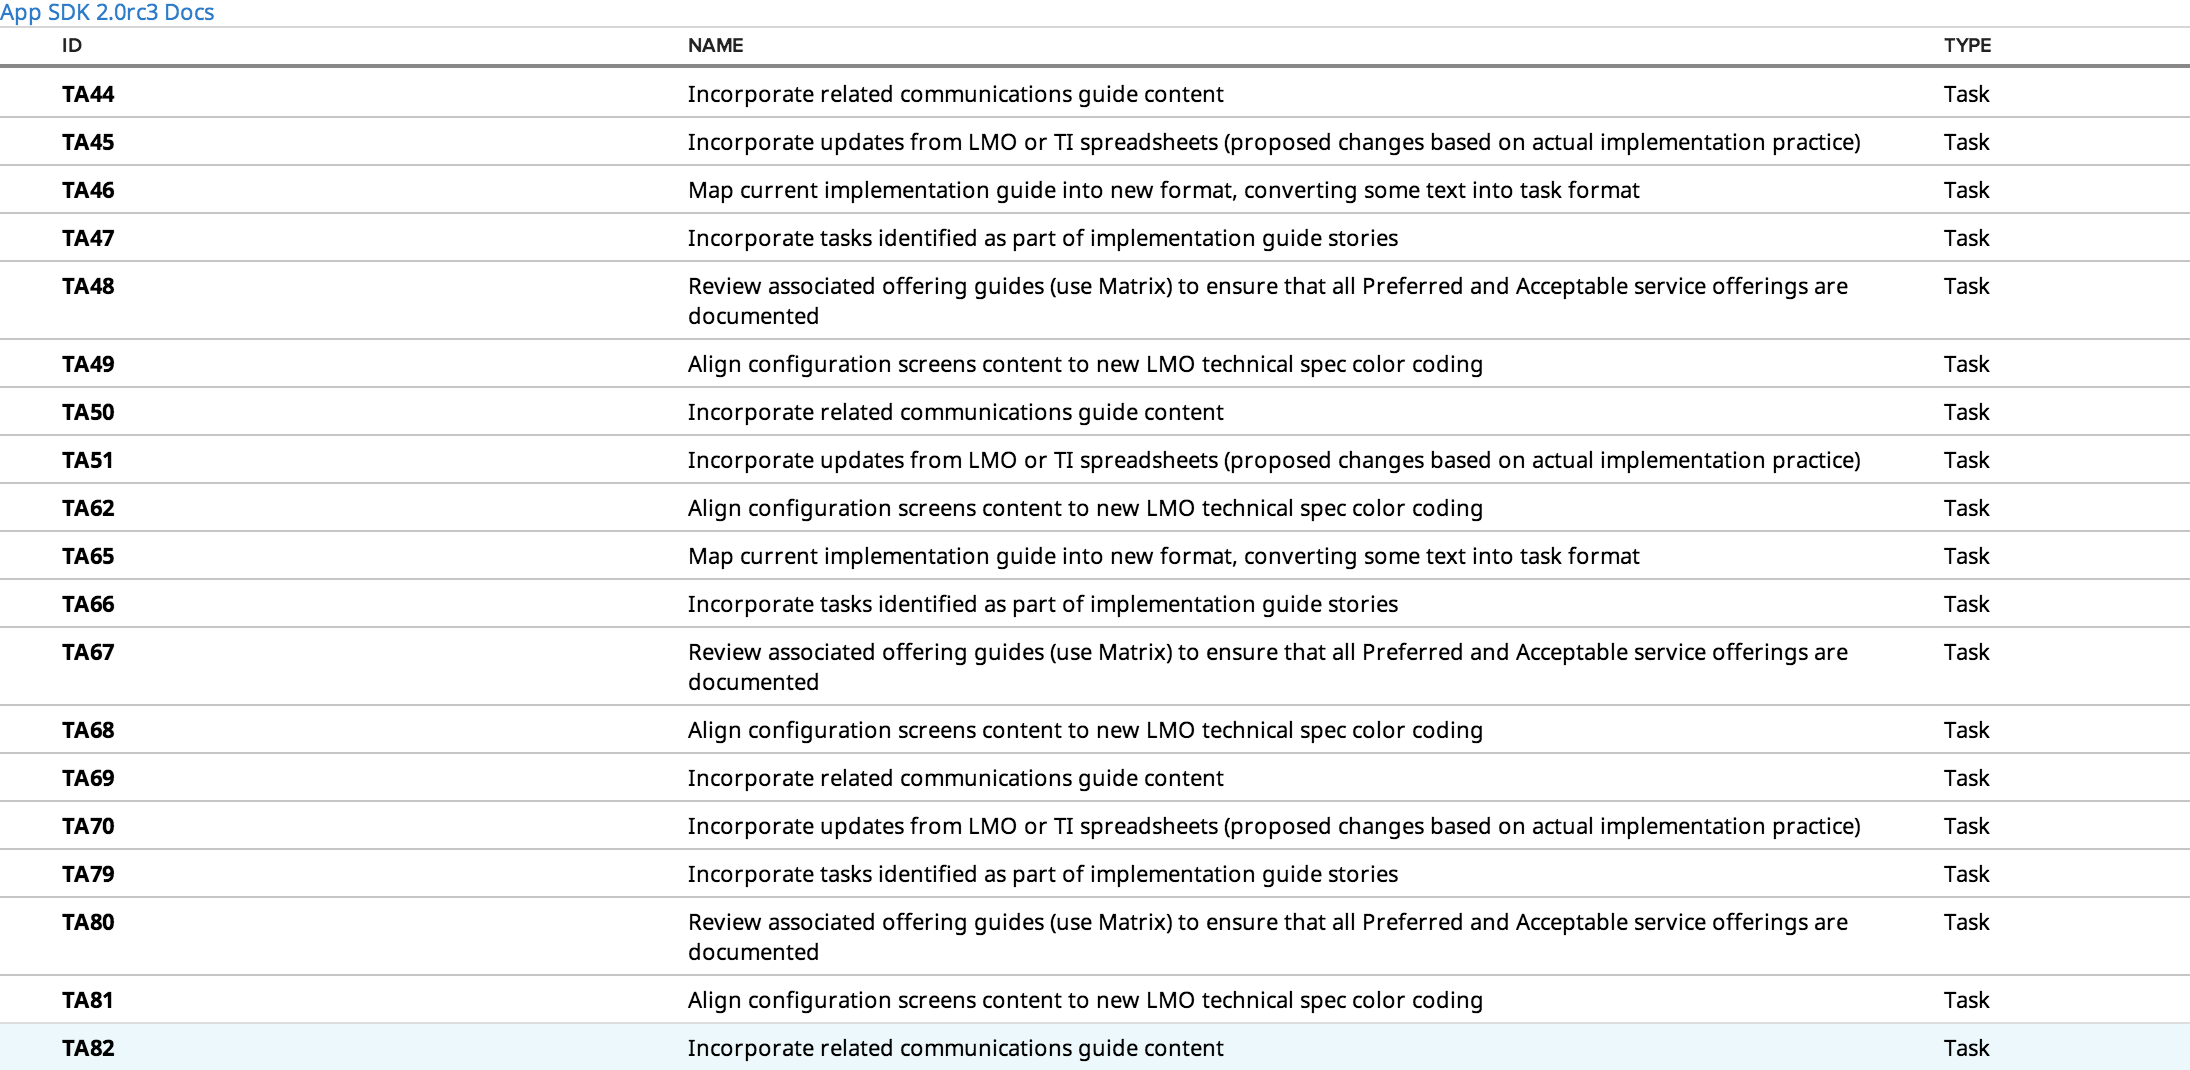 App SDK 2.0rc3 Docs
ID NAME TYPE
TA44 Incorporate related communications guide content Task
TA45 Incorporate updates from LMO or TI spreadsheets (proposed changes based on actual implementation practice) Task
TA46 Map current implementation guide into new format, converting some text into task format Task
TA47 Incorporate tasks identified as part of implementation guide stories Task
TA48 Review associated offering guides (use Matrix) to ensure that all Preferred and Acceptable service offerings are Task
documented
TA49 Align configuration screens content to new LMO technical spec color coding Task
TA50 Incorporate related communications guide content Task
TA51 Incorporate updates from LMO or TI spreadsheets (proposed changes based on actual implementation practice) Task
TA62 Align configuration screens content to new LMO technical spec color coding Task
TA65 Map current implementation guide into new format, converting some text into task format Task
TA66 Incorporate tasks identified as part of implementation guide stories Task
TA67 Review associated offering guides (use Matrix) to ensure that all Preferred and Acceptable service offerings are Task
documented
TA68 Align configuration screens content to new LMO technical spec color coding Task
TA69 Incorporate related communications guide content Task
TA70 Incorporate updates from LMO or TI spreadsheets (proposed changes based on actual implementation practice) Task
TA79 Incorporate tasks identified as part of implementation guide stories Task
TA80 Review associated offering guides (use Matrix) to ensure that all Preferred and Acceptable service offerings are Task
documented
TA81 Align configuration screens content to new LMO technical spec color coding Task
TA82 Incorporate related communications guide content Task